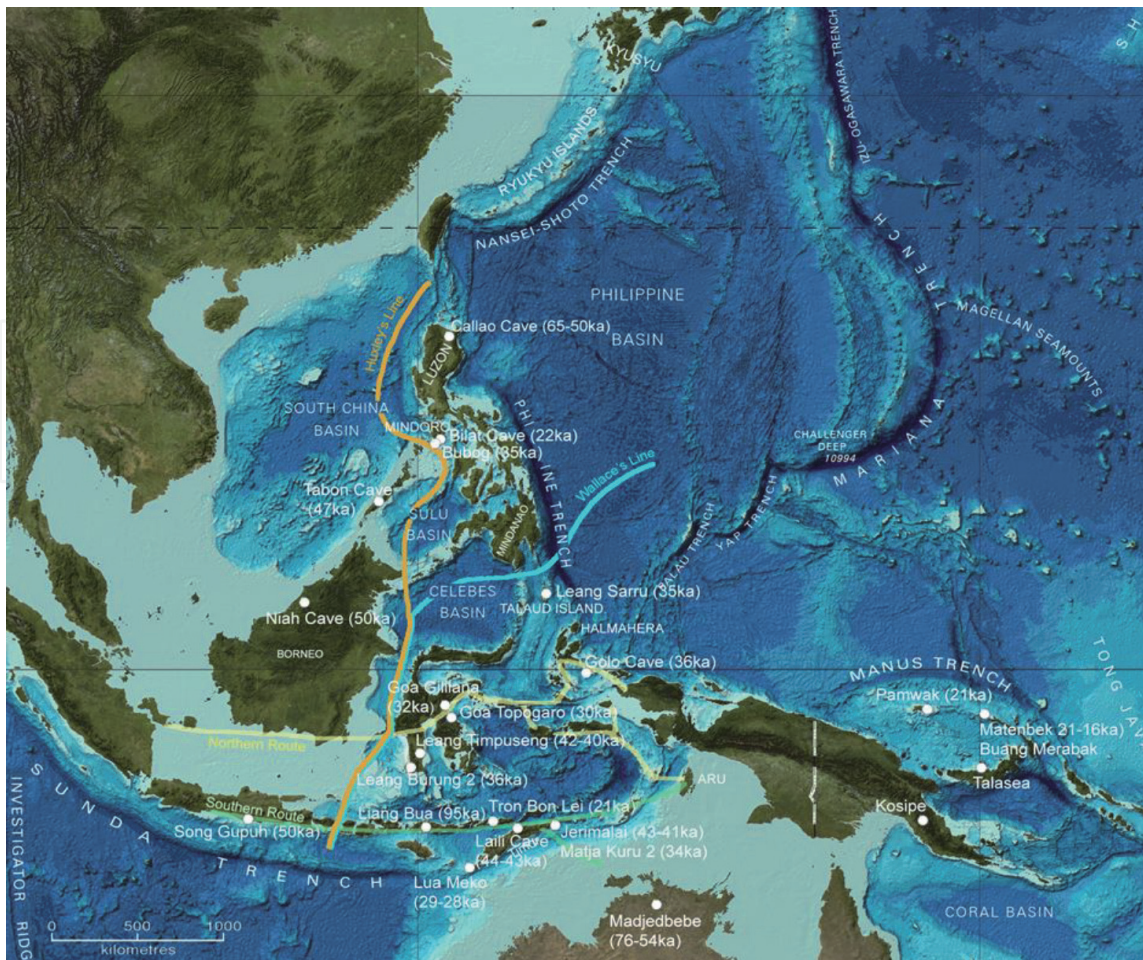 KYUSYU
RYUKYU ISLANDS
NANSEI-SHOTO TRENCH
IZU-OGASAWARA TRENCH
S H
PHILIPPINE
BASIN
Huxley's Line
Callao Cave (65-50ka)
LUZON
MAGELLAN SEAMOUNTS
MARIANA TRENCH
SOUTH CHINA
BASIN
MINDORO
Bilat Cave (22ka)
Bubog (35ka)
PHI INE TRENCH
CHALLENGER
DEEP
10994
Wallace's Line
Tabon Cave
(47ka)
SULU
BASIN
MINDANAO
YAP TRENCH
PALAU TRENCH
CELEBES
BASIN
Leang Sarru (35ka)
TALAUD ISLAND
Niah Cave (50ka)
HALMAHERA
BORNEO
Golo Cave (36ka)
MANUS TRENCH
TONG JA
Goa Gililana
(32ka)
Pamwak (21ka)
Goa Topogaro (30ka)
Matenbek 21-16ka)
Buang Merabak
Northern Route
Leang Timpuseng (42-40ka)
Leang Burung 2 (36ka)
ARU
Talasea
Southern Route
Song Gupuh (50ka)
Liang Bua (95ka)
Tron Bon Lei (21ka)
Kosipe
Laili Cave
(44-43ka)
Jerimalai (43-41ka)
Matja Kuru 2 (34ka)
SUNDA TRENCH
INVESTIGATOR RIDG
Lua Meko
(29-28ka)
Madjedbebe
(76-54ka)
CORAL BASIN
0 500 1000
kilometres